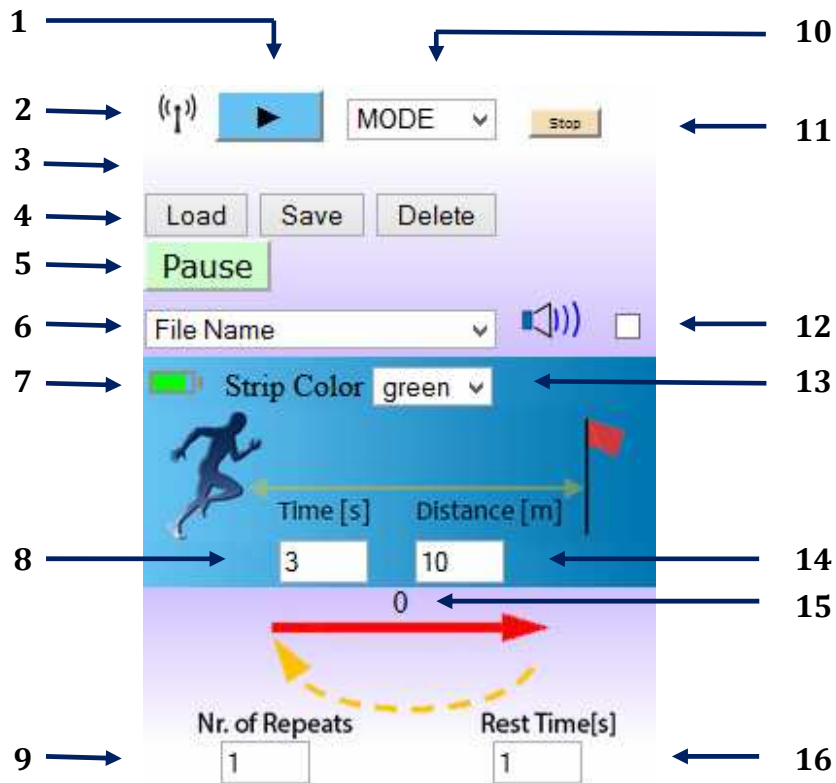 1 10
2 MODE Stop 11
3
4 Load Save Delete
5 Pause
6 File Name 12
7 Strip Color green 13
Time [s] Distance [m]
8 3 10 14
0 15
Nr. of Repeats Rest Time[s]
9 1 1 16